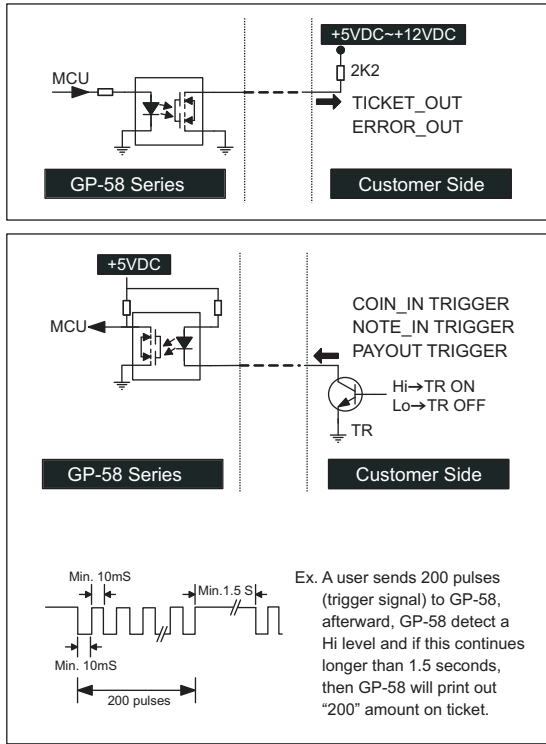 +5VDC~+12VDC
2K2
MCU
TICKET_OUT
ERROR_OUT
GP-58 Series
Customer Side
+5VDC
MCU
COIN_IN TRIGGER
NOTE_IN TRIGGER
PAYOUT TRIGGER
Hi→TR ON
Lo→TR OFF
TR
GP-58 Series
Customer Side
Min. 10mS
Min.1.5 S
Min. 10mS
200 pulses
Ex. A user sends 200 pulses
(trigger signal) to GP-58,
afterward, GP-58 detect a
Hi level and if this continues
longer than 1.5 seconds,
then GP-58 will print out
“200” amount on ticket.